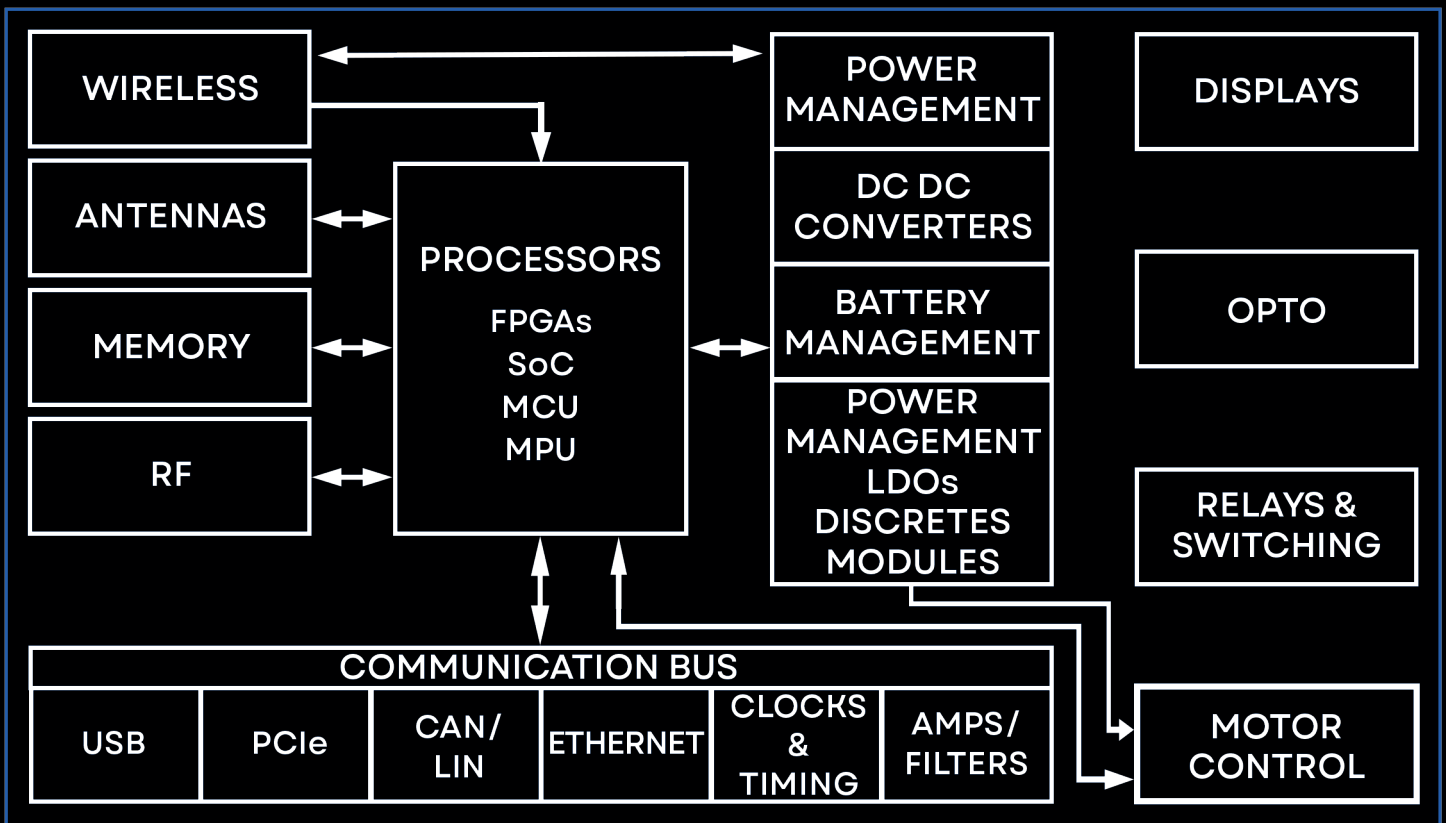 WIRELESS
ANTENNAS
MEMORY
RF
PROCESSORS
FPGAs
SoC
MCU
MPU
POWER
MANAGEMENT
DC DC
CONVERTERS
BATTERY
MANAGEMENT
POWER
MANAGEMENT
LDOs
DISCRETES
MODULES
DISPLAYS
OPTO
RELAYS &
SWITCHING
MOTOR
CONTROL
COMMUNICATION BUS
USB
PCIe
CAN/
LIN
ETHERNET
CLOCKS
&
TIMING
AMPS/
FILTERS